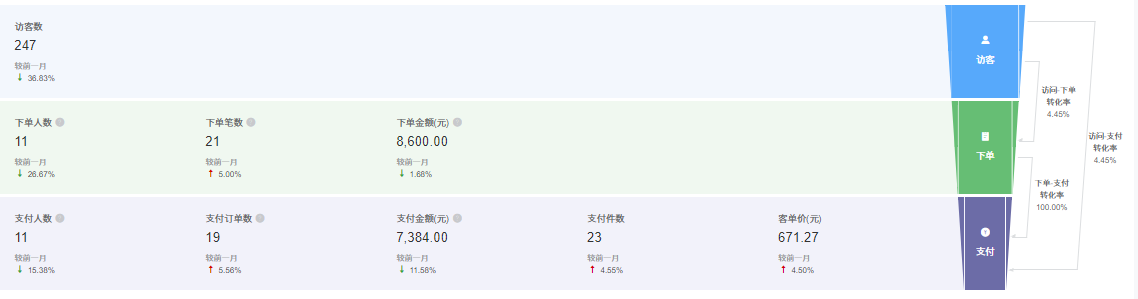 访客数
247
较前一月
↓ 36.83%
访客
下单人数
11
较前一月
↓ 26.67%
下单笔数
21
较前一月
↑ 5.00%
下单金额(元)
8,600.00
较前一月
↓ 1.68%
下单
支付人数
11
较前一月
↓ 15.38%
支付订单数
19
较前一月
↑ 5.56%
支付金额(元)
7,384.00
较前一月
↓ 11.58%
支付件数
23
较前一月
↑ 4.55%
客单价(元)
671.27
较前一月
↑ 4.50%
支付
访问-下单
转化率
4.45%
访问-支付
转化率
4.45%
下单-支付
转化率
100.00%